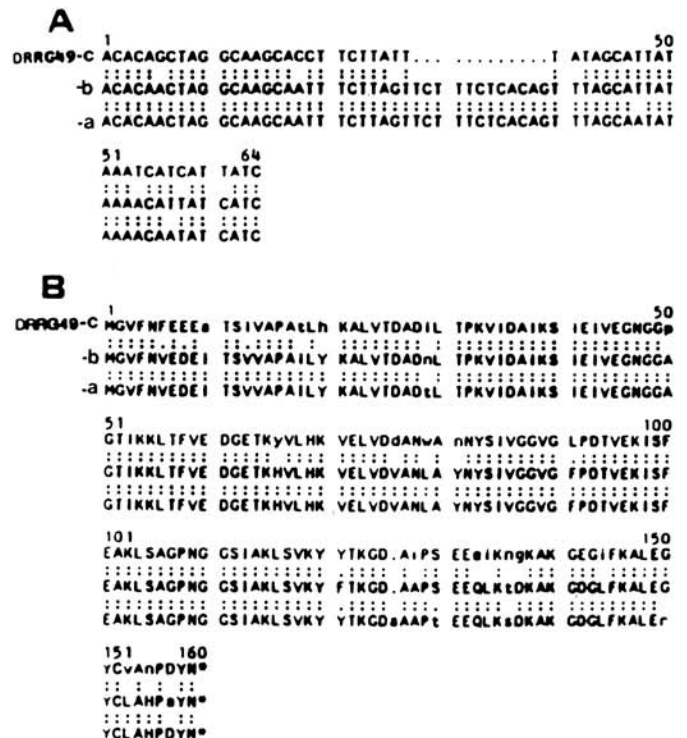 A
1 50
DRRG49-C ACACAGCTAG GCAAGCACCT TCTTATT... .........T ATAGCATTAT
-b ACACAACTAG GCAAGCAATT TCTTAGTTCT TTCTCACAGT TTAGCATTAT
-a ACACAACTAG GCAAGCAATT TCTTAGTTCT TTCTCACAGT TTAGCAATAT
51 64
AAATCATCAT TATC
AAAACATTAT CATC
AAAACAATAT CATC
B
1 50
DRRG49-C MGVFNFEEEa TSIVAPAtLh KALVTDADIL TPKVIDAIKS IEIVEGNGGp
-b MGVFNVEDEI TSVVAPAILY KALVTDADnL TPKVIDAIKS IEIVEGNGGA
-a MGVFNVEDEI TSVVAPAILY KALVTDADtL TPKVIDAIKS IEIVEGNGGA
51 100
GTIKKLTFVE DGETKyVLHK VELVDdANwA nNYSIVGGVG LPDTVEKISF
GTIKKLTFVE DGETKHVLHK VELVDVANLA YNYSIVGGVG FPDTVEKISF
GTIKKLTFVE DGETKHVLHK VELVDVANLA YNYSIVGGVG FPDTVEKISF
101 150
EAKLSAGPNG GSIAKLSVKY YTKGD.AiPS EEeiKngKAK GEGiFKALEG
EAKLSAGPNG GSIAKLSVKY FTKGD.AAPS EEQLKtDKAK GDGLFKALEG
EAKLSAGPNG GSIAKLSVKY YTKGDaAAPt EEQLKsDKAK GDGLFKALEr
151 160
YCvAnPDYN*
YCLAHPaYN*
YCLAHPDYN*